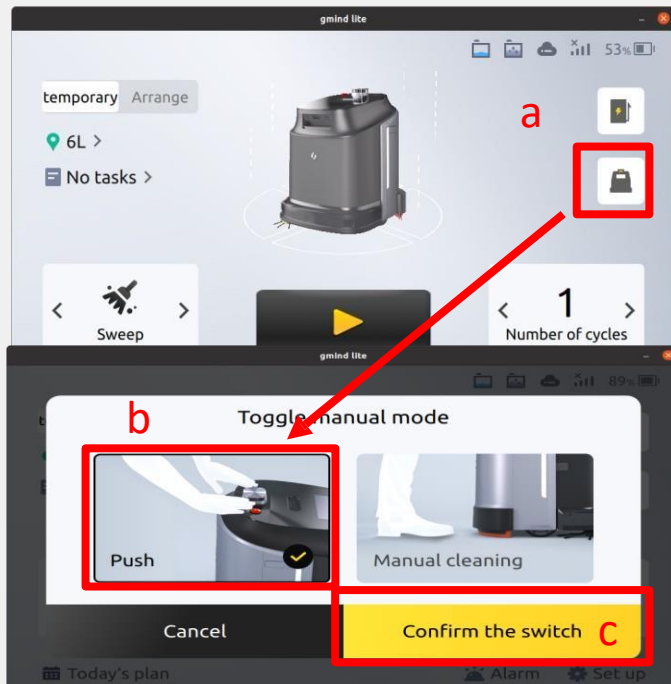 gmind lite
53%
temporary Arrange
a
6L >
No tasks >
< Sweep >
< 1 >
Number of cycles
gmind lite
89%
b
Toggle manual mode
Push
Manual cleaning
Cancel
Confirm the switch
c
Today's plan
Alarm
Set up